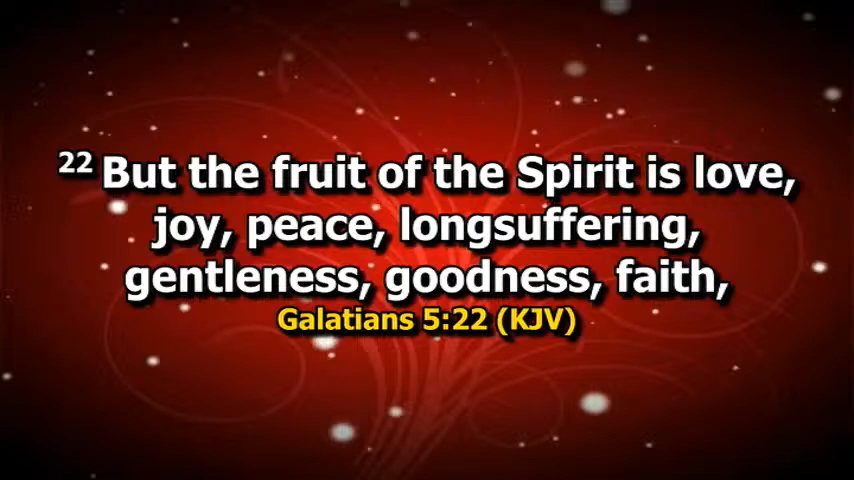 22 But the fruit of the Spirit is love,
joy, peace, longsuffering,
gentleness, goodness, faith,
Galatians 5:22 (KJV)